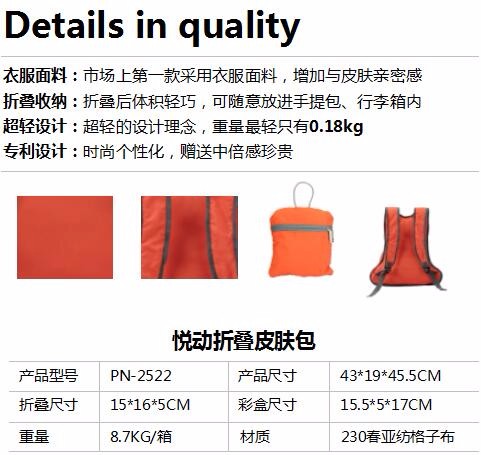 Details in quality
衣服面料：市场上第一款采用衣服面料，增加与皮肤亲密感
折叠收纳：折叠后体积轻巧，可随意放进手提包、行李箱内
超轻设计：超轻的设计理念，重量最轻只有0.18kg
专利设计：时尚个性化，赠送中倍感珍贵
悦动折叠皮肤包
产品型号 PN-2522 产品尺寸 43*19*45.5CM
折叠尺寸 15*16*5CM 彩盒尺寸 15.5*5*17CM
重量 8.7KG/箱 材质 230春亚纺格子布